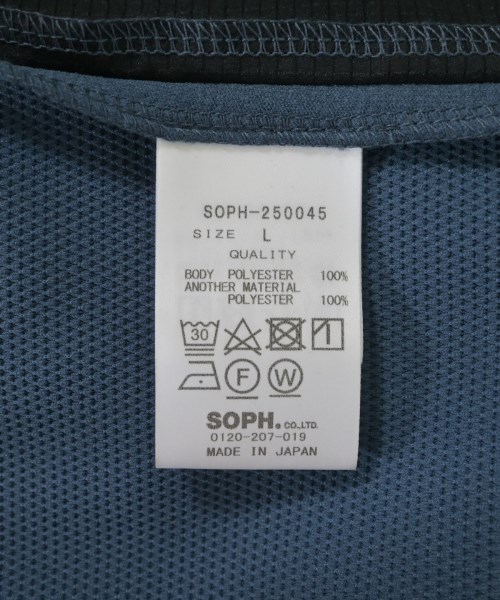 SOPH-250045
SIZE L
QUALITY
BODY POLYESTER 100%
ANOTHER MATERIAL
POLYESTER 100%
30
F W
SOPH. CO.,LTD.
0120-207-019
MADE IN JAPAN